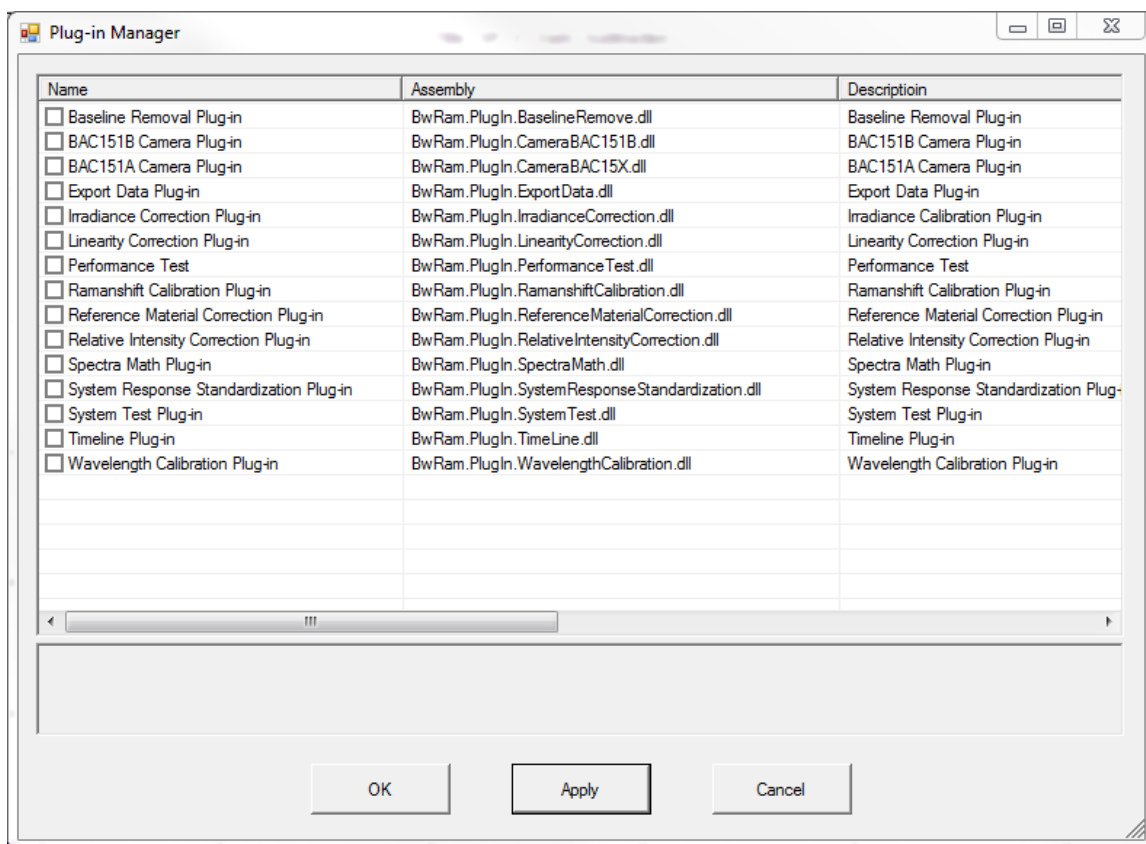 Plug-in Manager
Name Assembly Descriptioin
Baseline Removal Plug-in BwRam.PlugIn.BaselineRemove.dll Baseline Removal Plug-in
BAC151B Camera Plug-in BwRam.PlugIn.CameraBAC151B.dll BAC151B Camera Plug-in
BAC151A Camera Plug-in BwRam.PlugIn.CameraBAC15X.dll BAC151A Camera Plug-in
Export Data Plug-in BwRam.PlugIn.ExportData.dll Export Data Plug-in
Irradiance Correction Plug-in BwRam.PlugIn.IrradianceCorrection.dll Irradiance Calibration Plug-in
Linearity Correction Plug-in BwRam.PlugIn.LinearityCorrection.dll Linearity Correction Plug-in
Performance Test BwRam.PlugIn.PerformanceTest.dll Performance Test
Ramanshift Calibration Plug-in BwRam.PlugIn.RamanshiftCalibration.dll Ramanshift Calibration Plug-in
Reference Material Correction Plug-in BwRam.PlugIn.ReferenceMaterialCorrection.dll Reference Material Correction Plug-in
Relative Intensity Correction Plug-in BwRam.PlugIn.RelativeIntensityCorrection.dll Relative Intensity Correction Plug-in
Spectra Math Plug-in BwRam.PlugIn.SpectraMath.dll Spectra Math Plug-in
System Response Standardization Plug-in BwRam.PlugIn.SystemResponseStandardization.dll System Response Standardization Plug-
System Test Plug-in BwRam.PlugIn.SystemTest.dll System Test Plug-in
Timeline Plug-in BwRam.PlugIn.TimeLine.dll Timeline Plug-in
Wavelength Calibration Plug-in BwRam.PlugIn.WavelengthCalibration.dll Wavelength Calibration Plug-in
OK Apply Cancel